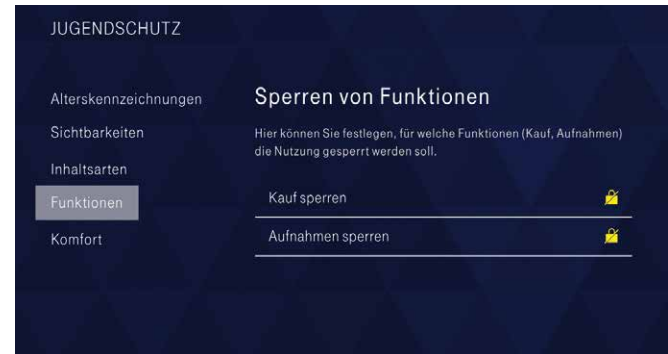 JUGENDSCHUTZ
Alterskennzeichnungen
Sichtbarkeiten
Inhaltsarten
Funktionen
Komfort
Sperren von Funktionen
Hier können Sie festlegen, für welche Funktionen (Kauf, Aufnahmen)
die Nutzung gesperrt werden soll.
Kauf sperren
Aufnahmen sperren